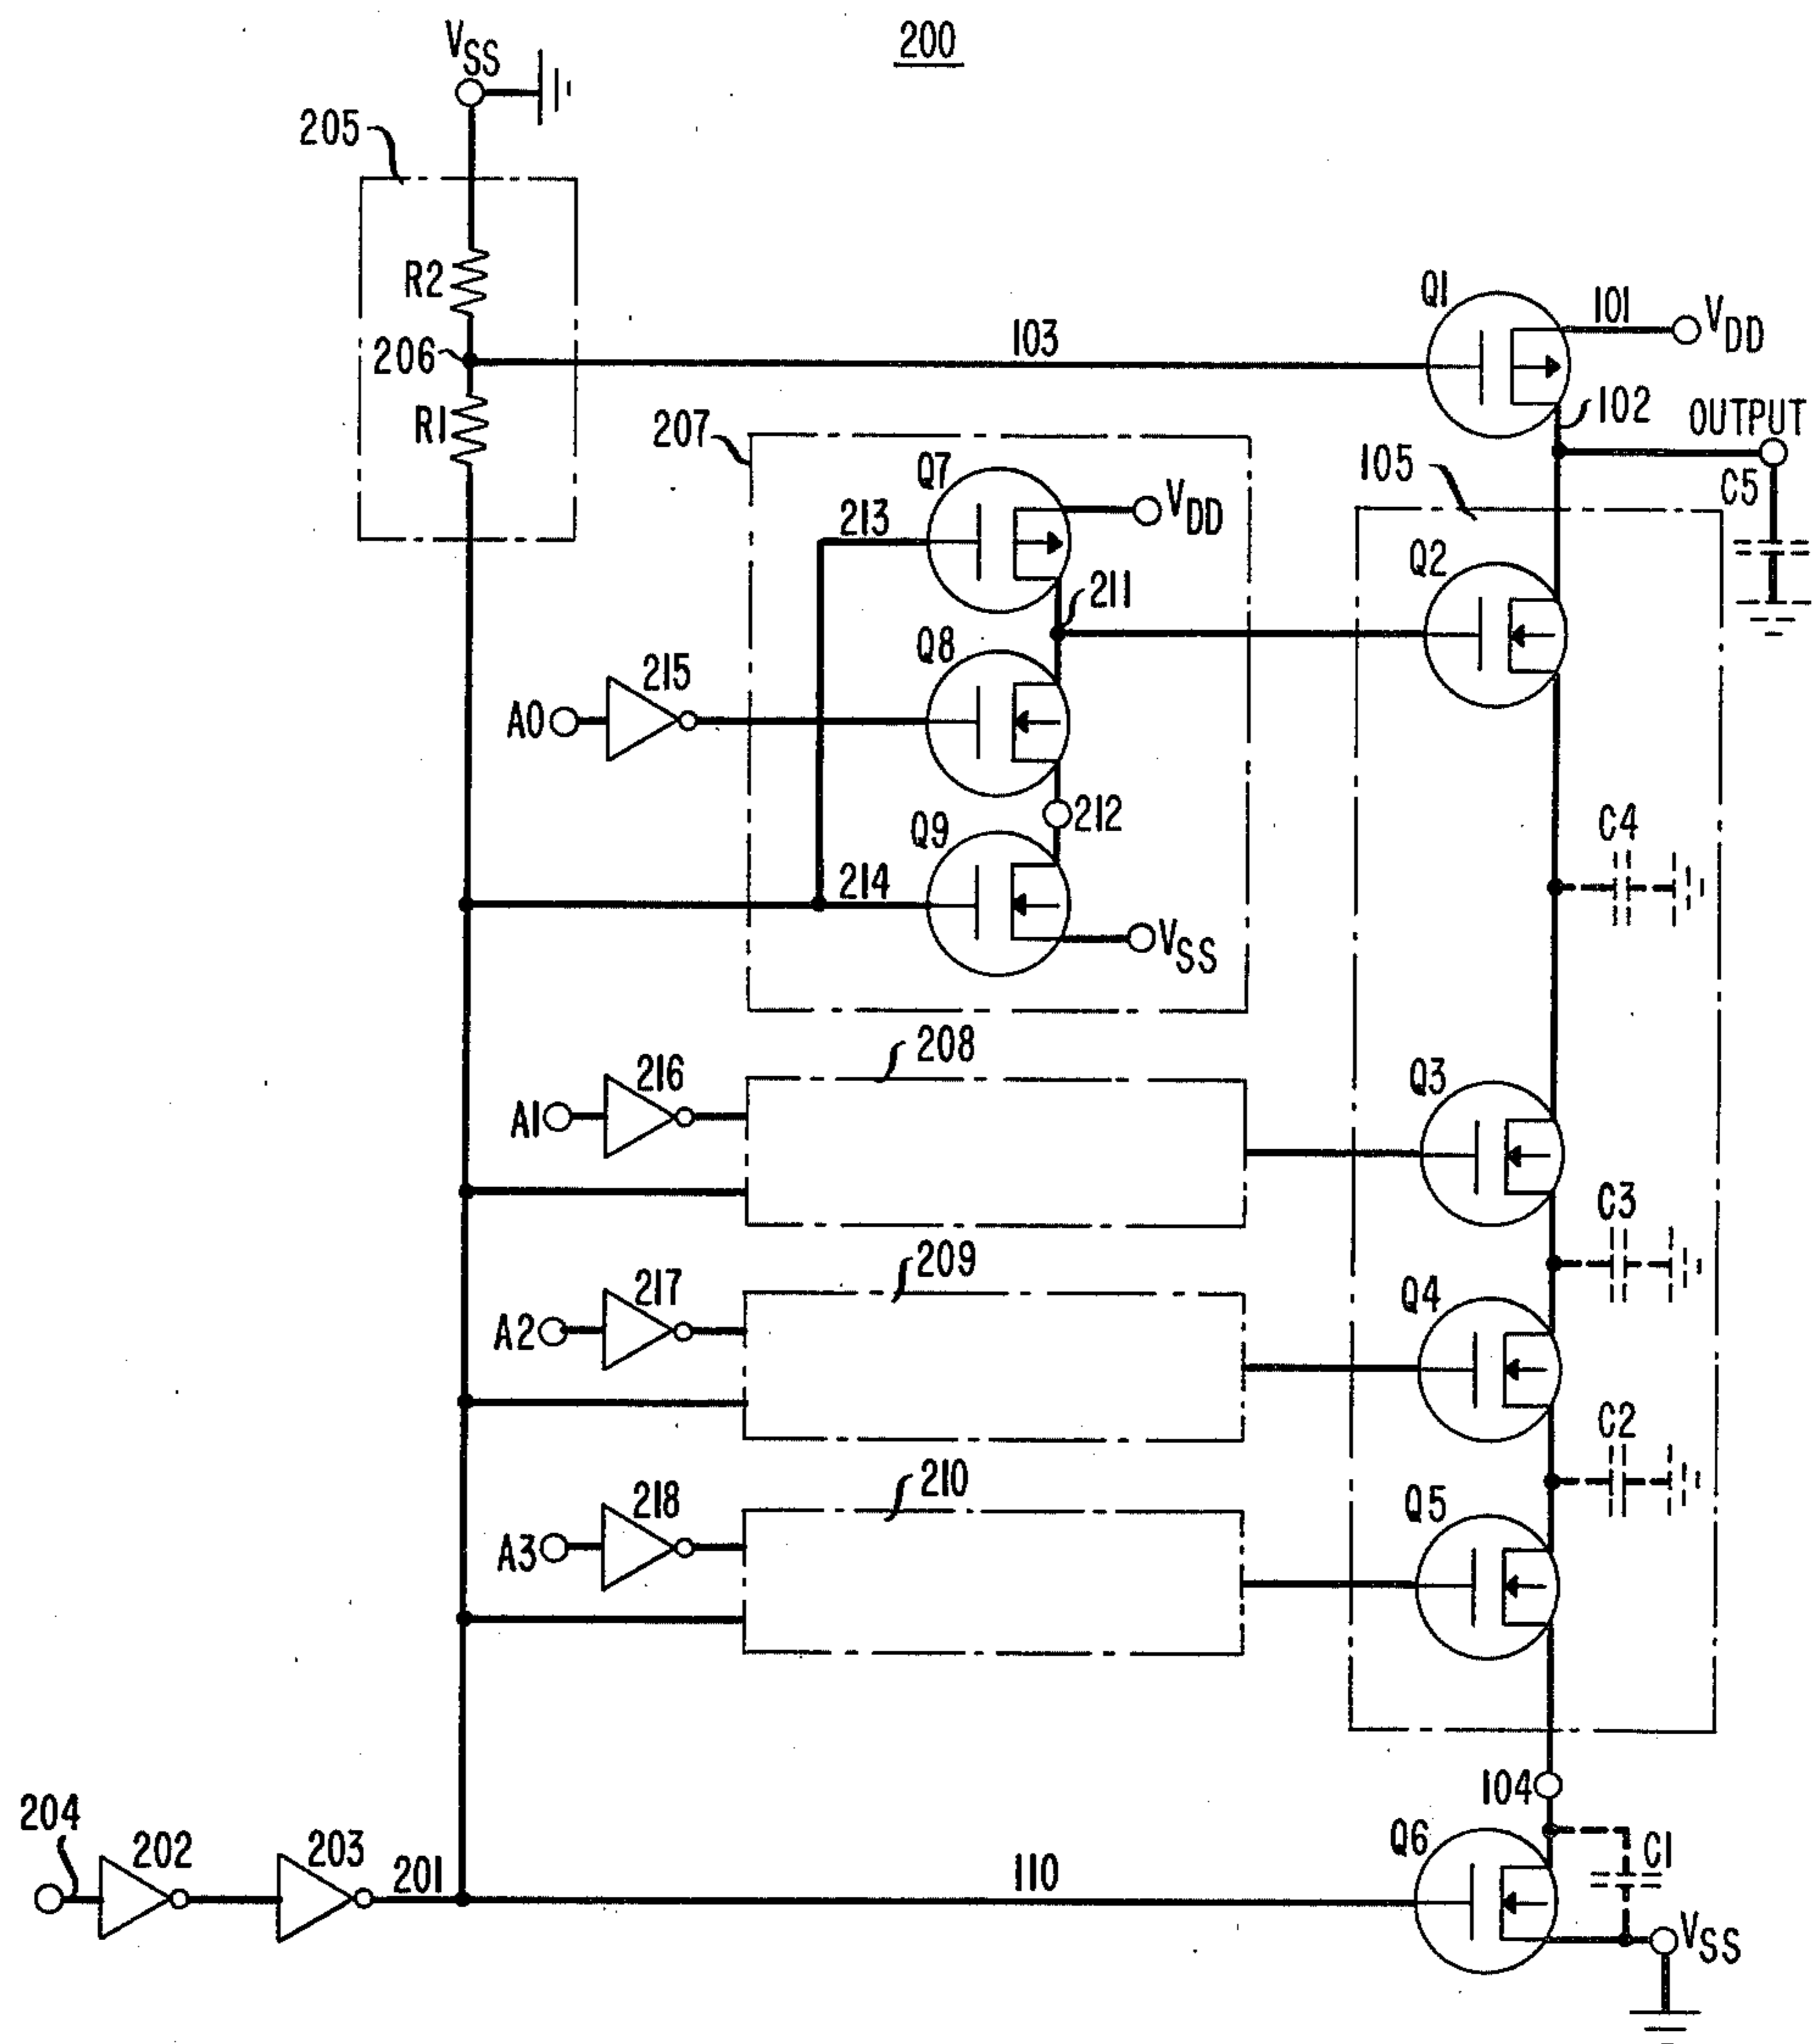 200
VSS
205
R2
206
R1
103
Q1
101
VDD
102
OUTPUT
C5
207
Q7
213
VDD
211
105
Q2
A0
215
Q8
212
Q9
214
VSS
C4
A1
216
208
Q3
C3
A2
217
209
Q4
C2
A3
218
210
Q5
104
204
202
203
201
110
Q6
C1
VSS